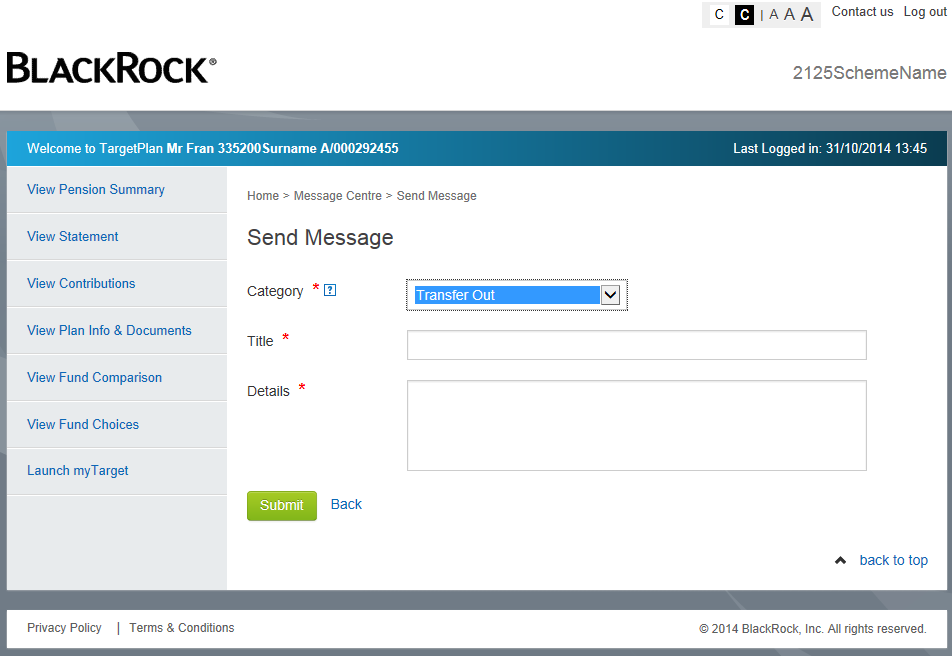 C C | A A A Contact us Log out
BLACKROCK®
2125SchemeName
Welcome to TargetPlan Mr Fran 335200Surname A/000292455 Last Logged in: 31/10/2014 13:45
View Pension Summary
View Statement
View Contributions
View Plan Info & Documents
View Fund Comparison
View Fund Choices
Launch myTarget
Home > Message Centre > Send Message
Send Message
Category * ? Transfer Out
Title *
Details *
Submit Back
back to top
Privacy Policy | Terms & Conditions © 2014 BlackRock, Inc. All rights reserved.